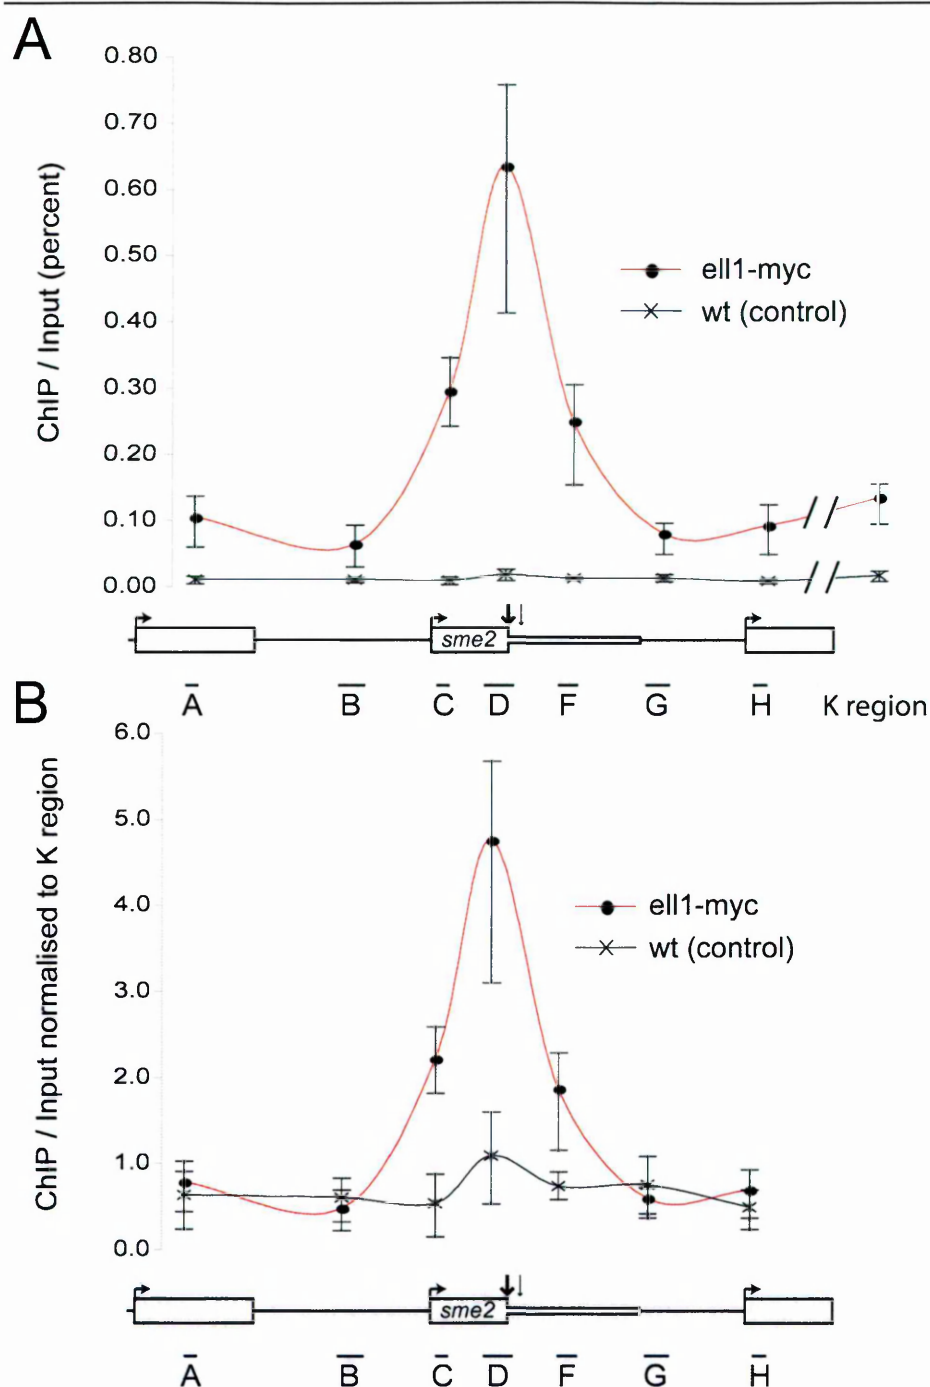 A
0.80
0.70
0.60
0.50
0.40
0.30
0.20
0.10
0.00
ChIP / Input (percent)
ell1-myc
wt (control)
sme2
A B C D F G H K region
B
6.0
5.0
4.0
3.0
2.0
1.0
0.0
ChIP / Input normalised to K region
ell1-myc
wt (control)
sme2
A B C D F G H